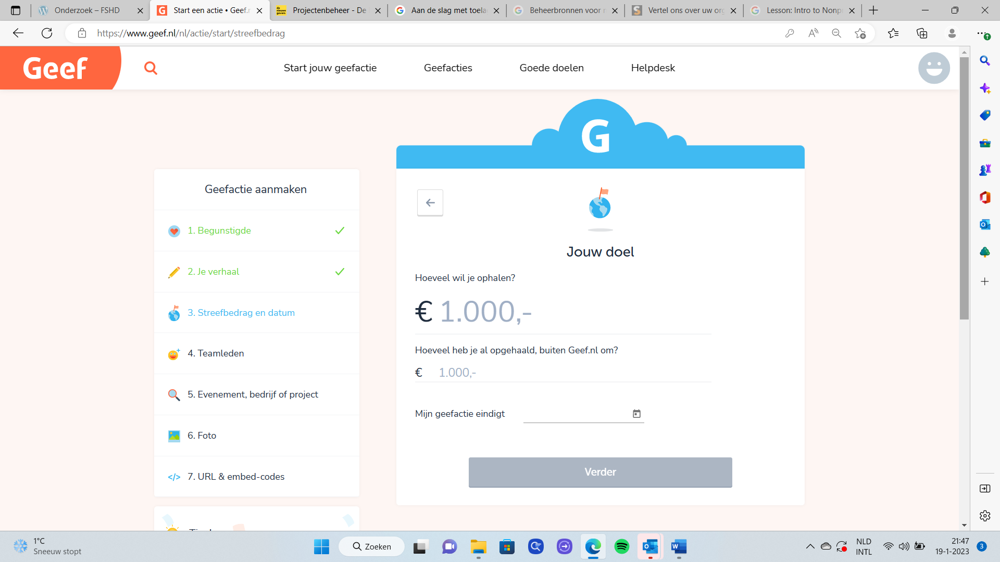 Onderzoek – FSHD
Start een actie • Geef.n
de nieuwe gevers
Projectenbeheer - De
Aan de slag met toela
Beheerbronnen voor n
Vertel ons over uw org
Lesson: Intro to Nonp
https://www.geef.nl/nl/actie/start/streefbedrag
Geef
Start jouw geefactie
Geefacties
Goede doelen
Helpdesk
G
Geefactie aanmaken
1. Begunstigde
2. Je verhaal
3. Streefbedrag en datum
4. Teamleden
5. Evenement, bedrijf of project
6. Foto
</> 7. URL & embed-codes
Jouw doel
Hoeveel wil je ophalen?
€ 1.000,-
Hoeveel heb je al opgehaald, buiten Geef.nl om?
€ 1.000,-
Mijn geefactie eindigt
Verder
1°C
Sneeuw stopt
Zoeken
NLD
INTL
21:47
19-1-2023
3